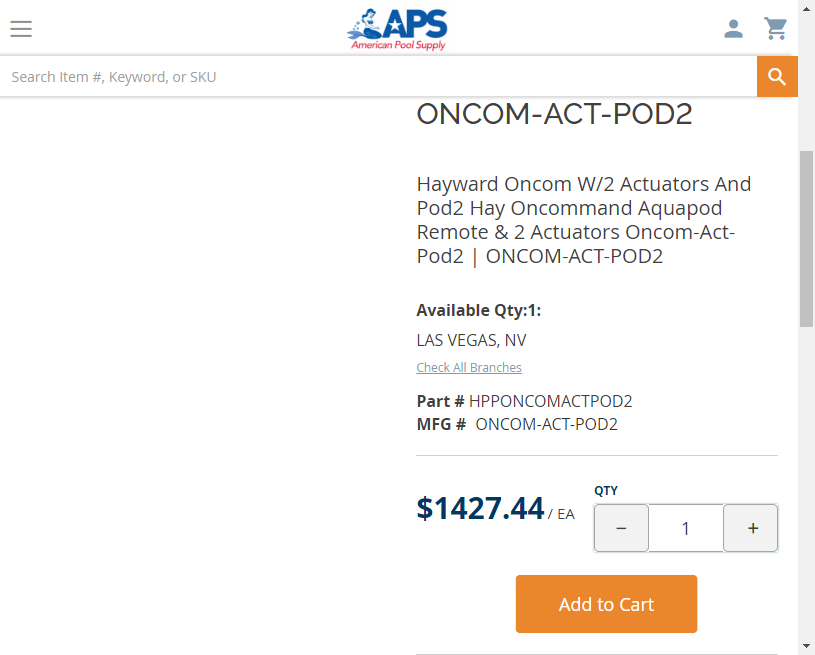 APS
American Pool Supply
Search Item #, Keyword, or SKU
ONCOM-ACT-POD2
Hayward Oncom W/2 Actuators And
Pod2 Hay Oncommand Aquapod
Remote & 2 Actuators Oncom-Act-
Pod2 | ONCOM-ACT-POD2
Available Qty:1:
LAS VEGAS, NV
Check All Branches
Part # HPPONCOMACTPOD2
MFG # ONCOM-ACT-POD2
QTY
$1427.44 / EA
− 1 +
Add to Cart